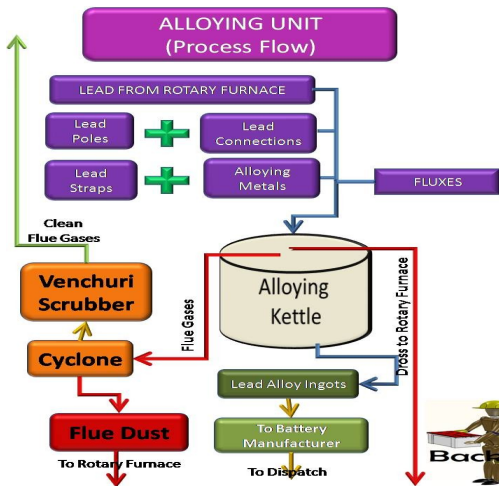 ALLOYING UNIT
(Process Flow)
LEAD FROM ROTARY FURNACE
Lead
Poles
Lead
Connections
Lead
Straps
Alloying
Metals
FLUXES
Clean
Flue Gases
Venchuri
Scrubber
Cyclone
Flue Dust
To Rotary Furnace
Flue Gases
Alloying
Kettle
Dross to Rotary Furnace
Lead Alloy Ingots
To Battery
Manufacturer
To Dispatch
Back